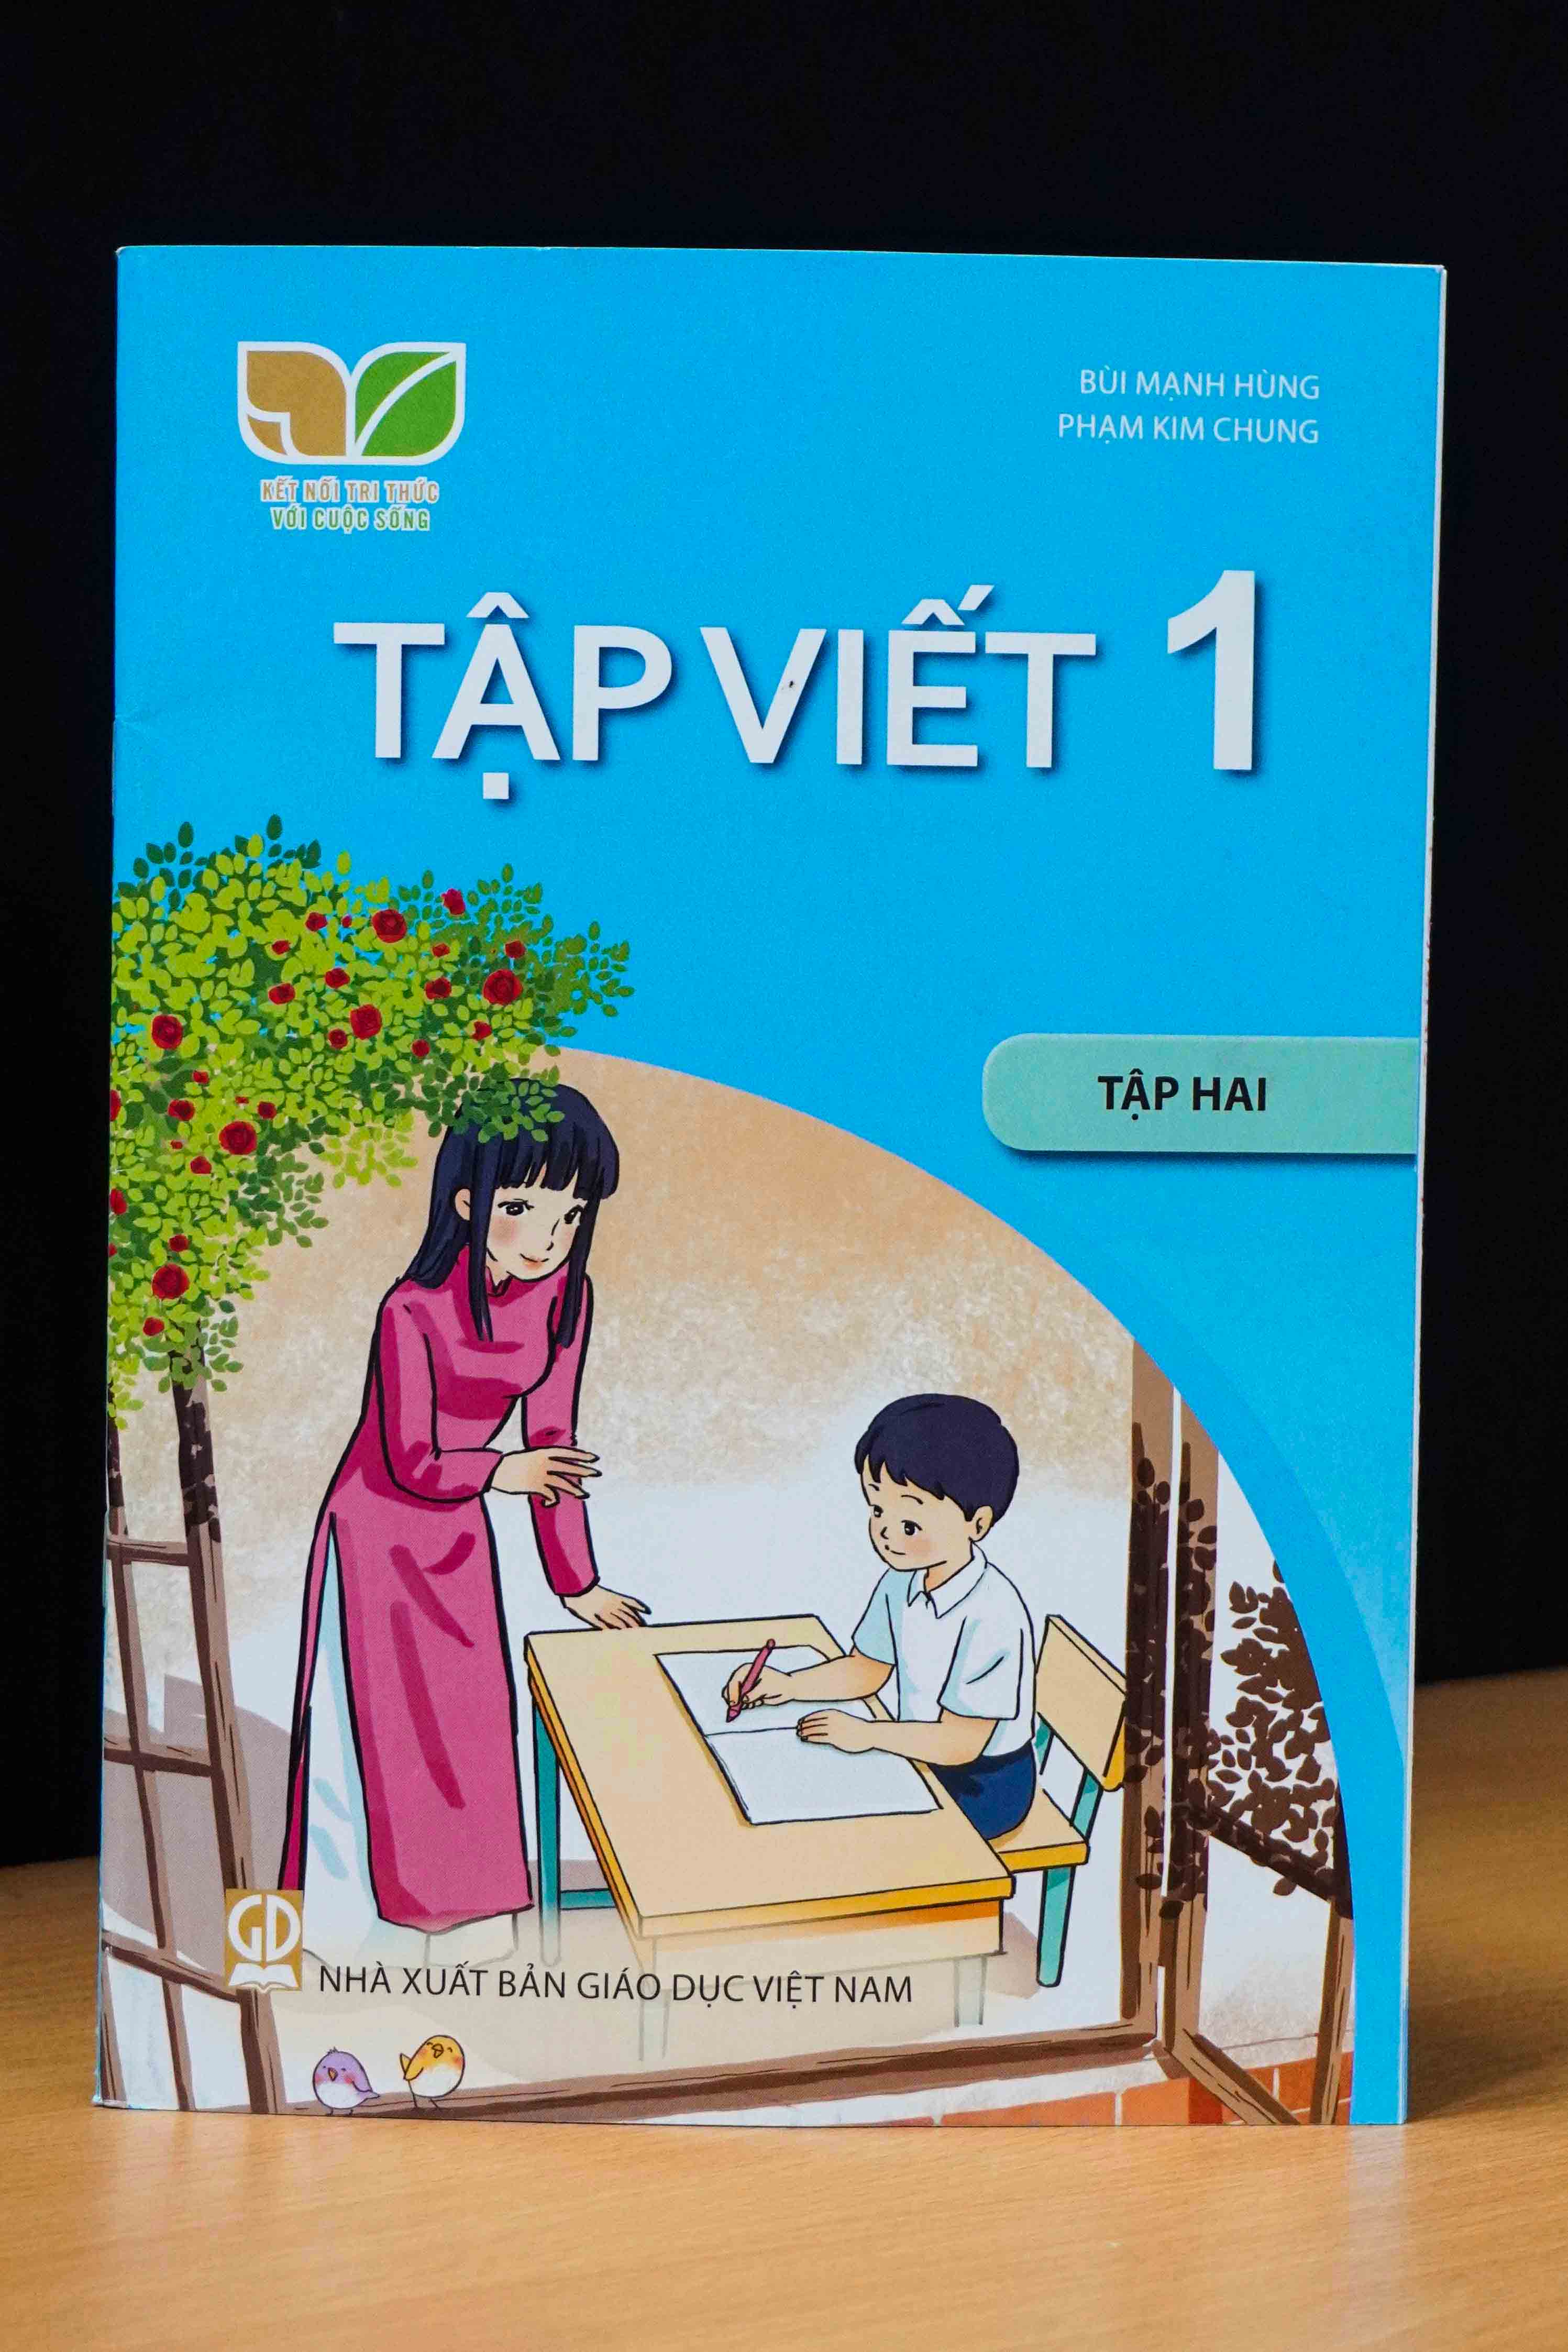 BÙI MẠNH HÙNG
PHẠM KIM CHUNG
KẾT NỐI TRI THỨC
VỚI CUỘC SỐNG
TẬP VIẾT 1
TẬP HAI
GD
NHÀ XUẤT BẢN GIÁO DỤC VIỆT NAM